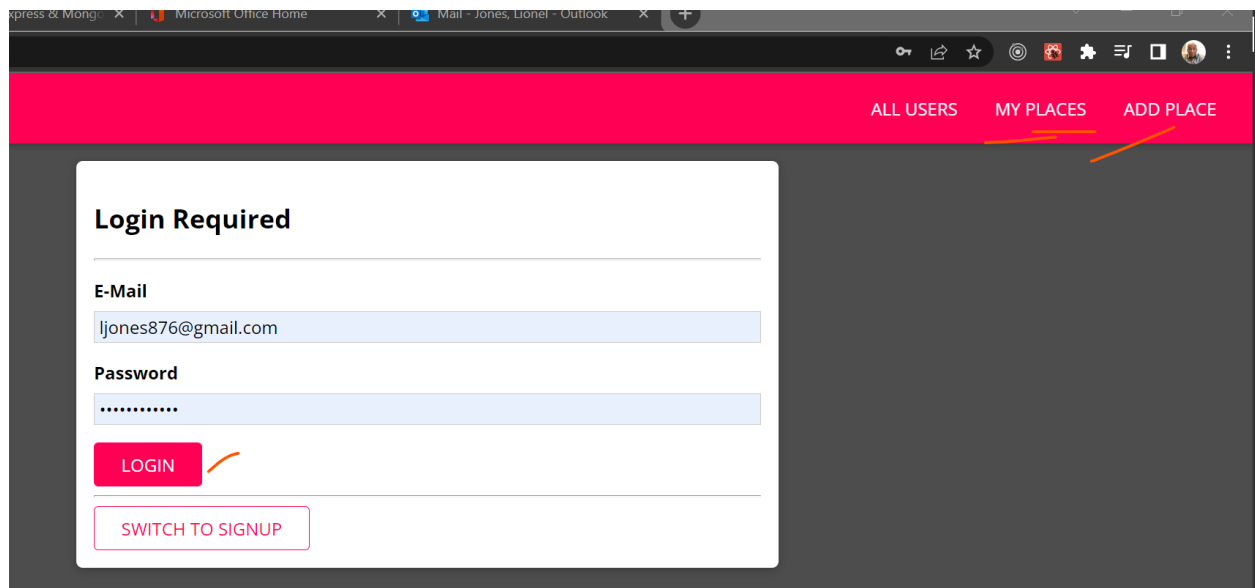 xpress & Mongo
Microsoft Office Home
Mail - Jones, Lionel - Outlook
ALL USERS MY PLACES ADD PLACE
Login Required
E-Mail
ljones876@gmail.com
Password
••••••••••••
LOGIN
SWITCH TO SIGNUP